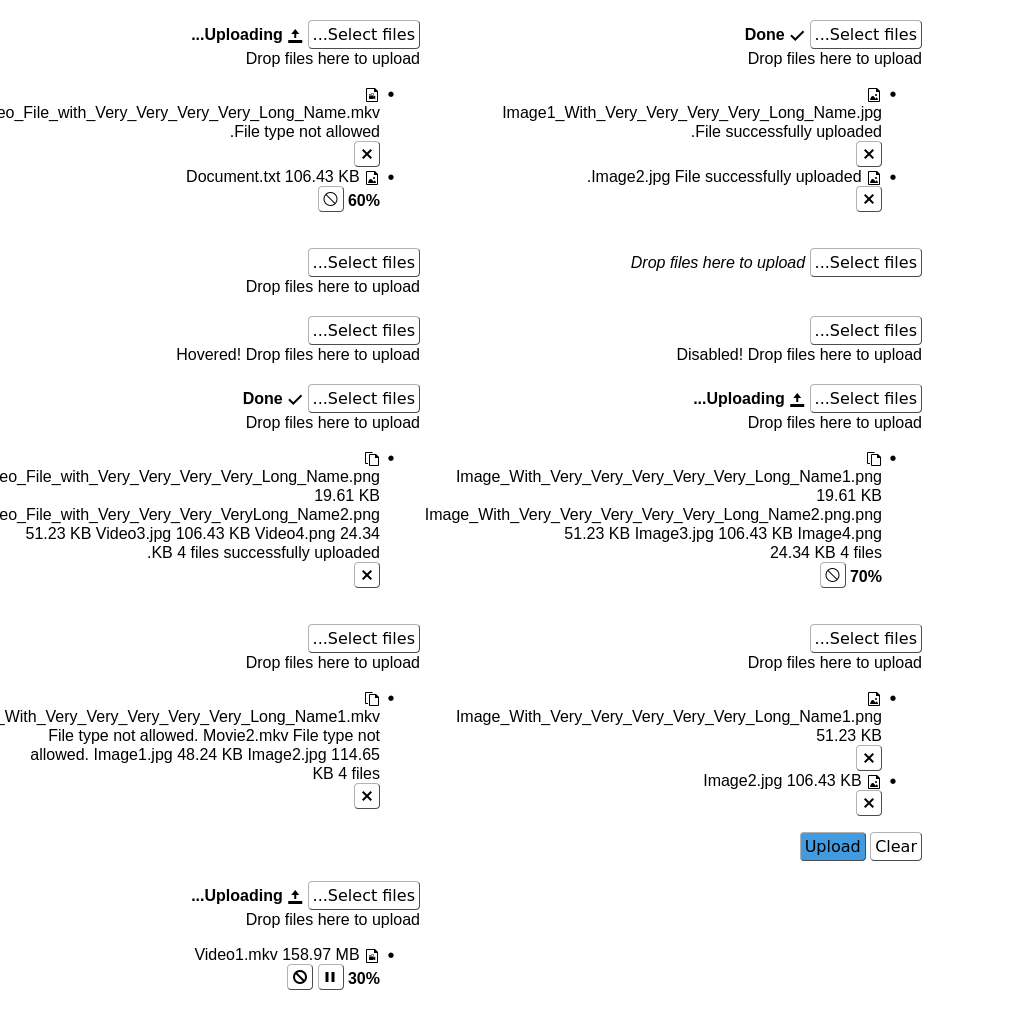 Done ...Select files
Drop files here to upload
• 
Image1_With_Very_Very_Very_Very_Long_Name.jpg
.File successfully uploaded
• .Image2.jpg File successfully uploaded
...Uploading ...Select files
Drop files here to upload
•
eo_File_with_Very_Very_Very_Very_Long_Name.mkv
.File type not allowed
• Document.txt 106.43 KB
60%
Drop files here to upload ...Select files
...Select files
Drop files here to upload
...Select files
Disabled! Drop files here to upload
...Select files
Hovered! Drop files here to upload
...Uploading ...Select files
Drop files here to upload
•
Image_With_Very_Very_Very_Very_Very_Long_Name1.png
19.61 KB
Image_With_Very_Very_Very_Very_Very_Long_Name2.png.png
51.23 KB Image3.jpg 106.43 KB Image4.png
24.34 KB 4 files
70%
Done ...Select files
Drop files here to upload
•
eo_File_with_Very_Very_Very_Very_Long_Name.png
19.61 KB
eo_File_with_Very_Very_Very_VeryLong_Name2.png
51.23 KB Video3.jpg 106.43 KB Video4.png 24.34
.KB 4 files successfully uploaded
...Select files
Drop files here to upload
•
Image_With_Very_Very_Very_Very_Very_Long_Name1.png
51.23 KB
• Image2.jpg 106.43 KB
Upload Clear
...Select files
Drop files here to upload
•
_With_Very_Very_Very_Very_Very_Long_Name1.mkv
File type not allowed. Movie2.mkv File type not
allowed. Image1.jpg 48.24 KB Image2.jpg 114.65
KB 4 files
...Uploading ...Select files
Drop files here to upload
• Video1.mkv 158.97 MB
30%